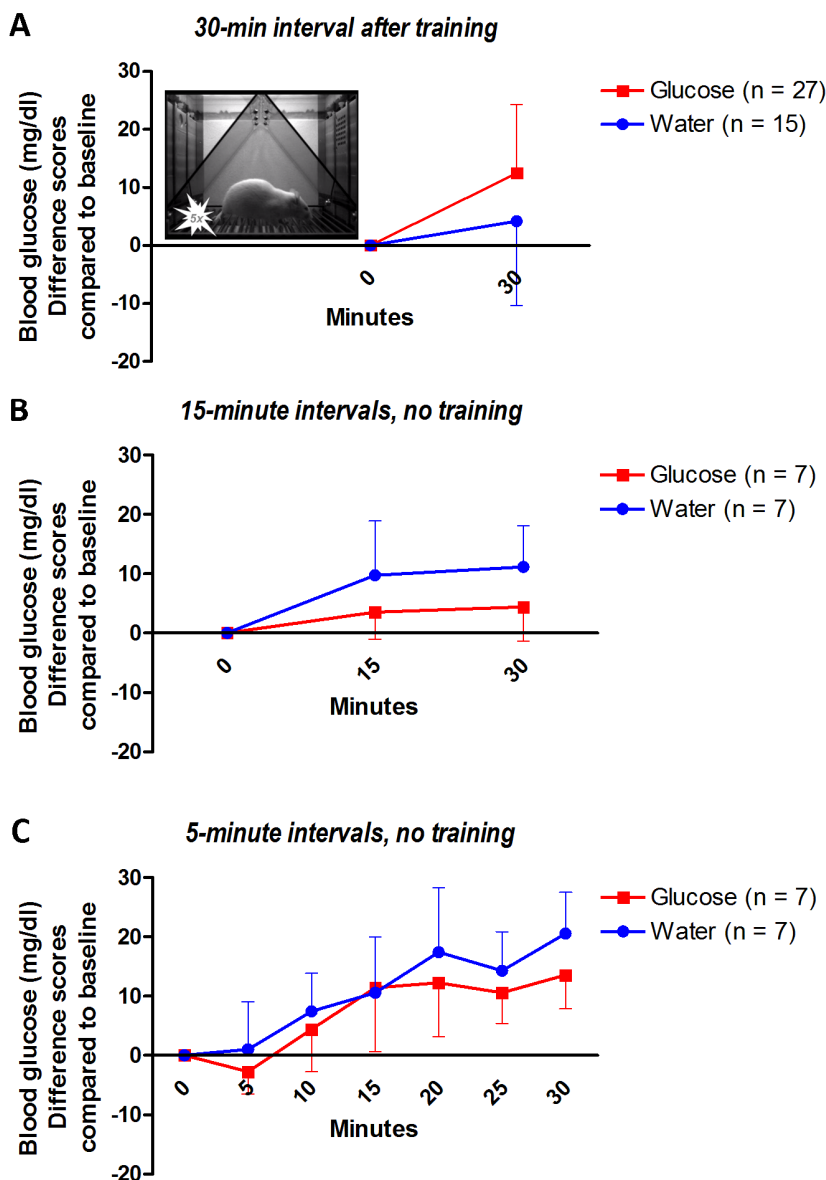 A
30-min interval after training
Blood glucose (mg/dl)
Difference scores
compared to baseline
30
20
10
0
-10
-20
5x
0
30
Minutes
Glucose (n = 27)
Water (n = 15)
B
15-minute intervals, no training
Blood glucose (mg/dl)
Difference scores
compared to baseline
30
20
10
0
-10
-20
0
15
30
Minutes
Glucose (n = 7)
Water (n = 7)
C
5-minute intervals, no training
Blood glucose (mg/dl)
Difference scores
compared to baseline
30
20
10
0
-10
-20
0
5
10
15
20
25
30
Minutes
Glucose (n = 7)
Water (n = 7)